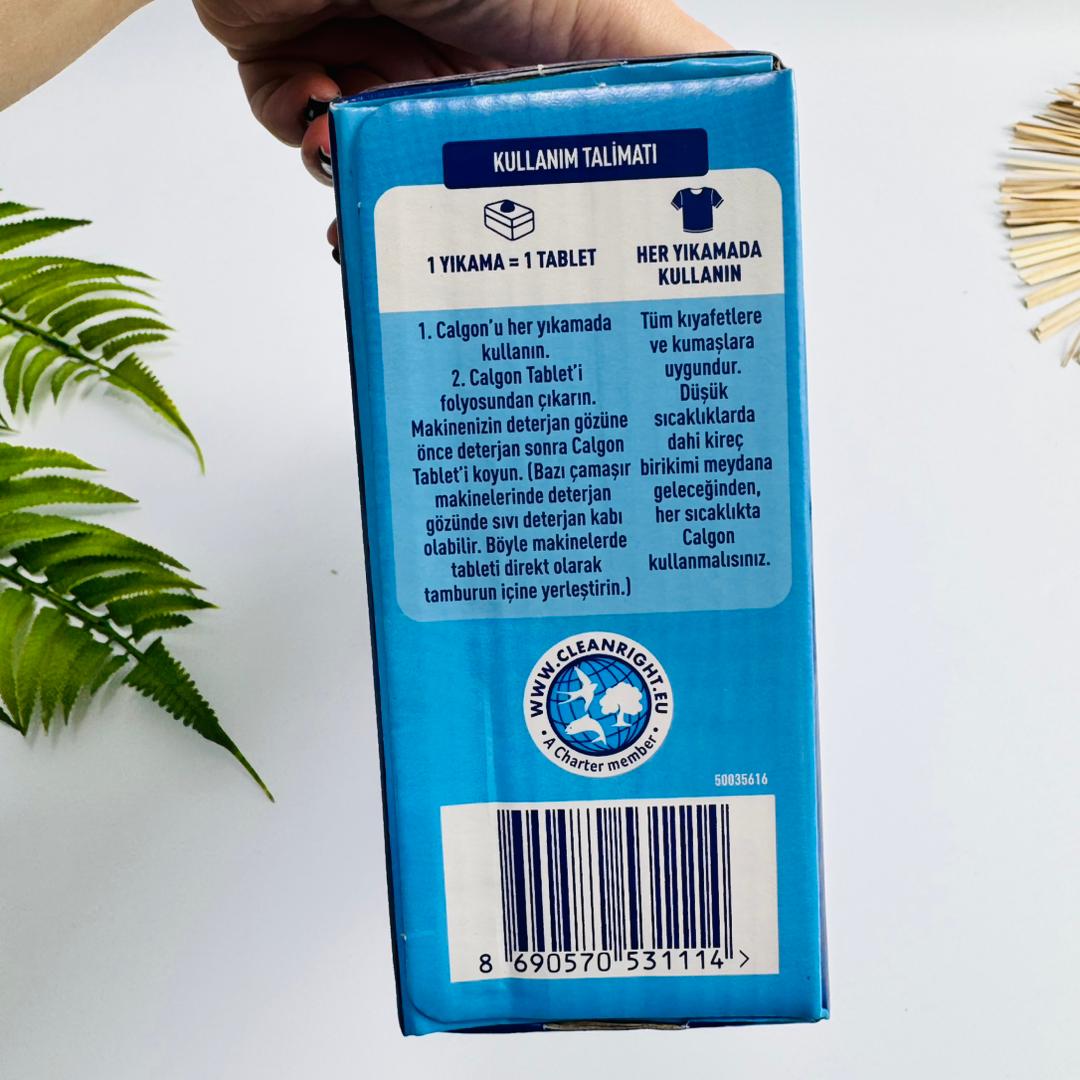 KULLANIM TALİMATI
1 YIKAMA = 1 TABLET
HER YIKAMADA
KULLANIN
1. Calgon'u her yıkamada
kullanın.
2. Calgon Tablet'i
folyosundan çıkarın.
Makinenizin deterjan gözüne
önce deterjan sonra Calgon
Tablet'i koyun. (Bazı çamaşır
makinelerinde deterjan
gözünde sıvı deterjan kabı
olabilir. Böyle makinelerde
tableti direkt olarak
tamburun içine yerleştirin.)
Tüm kıyafetlere
ve kumaşlara
uygundur.
Düşük
sıcaklıklarda
dahi kireç
birikimi meydana
geleceğinden,
her sıcaklıkta
Calgon
kullanmalısınız.
WWW.CLEANRIGHT.EU
• A Charter member •
50035616
8 690570 531114 >